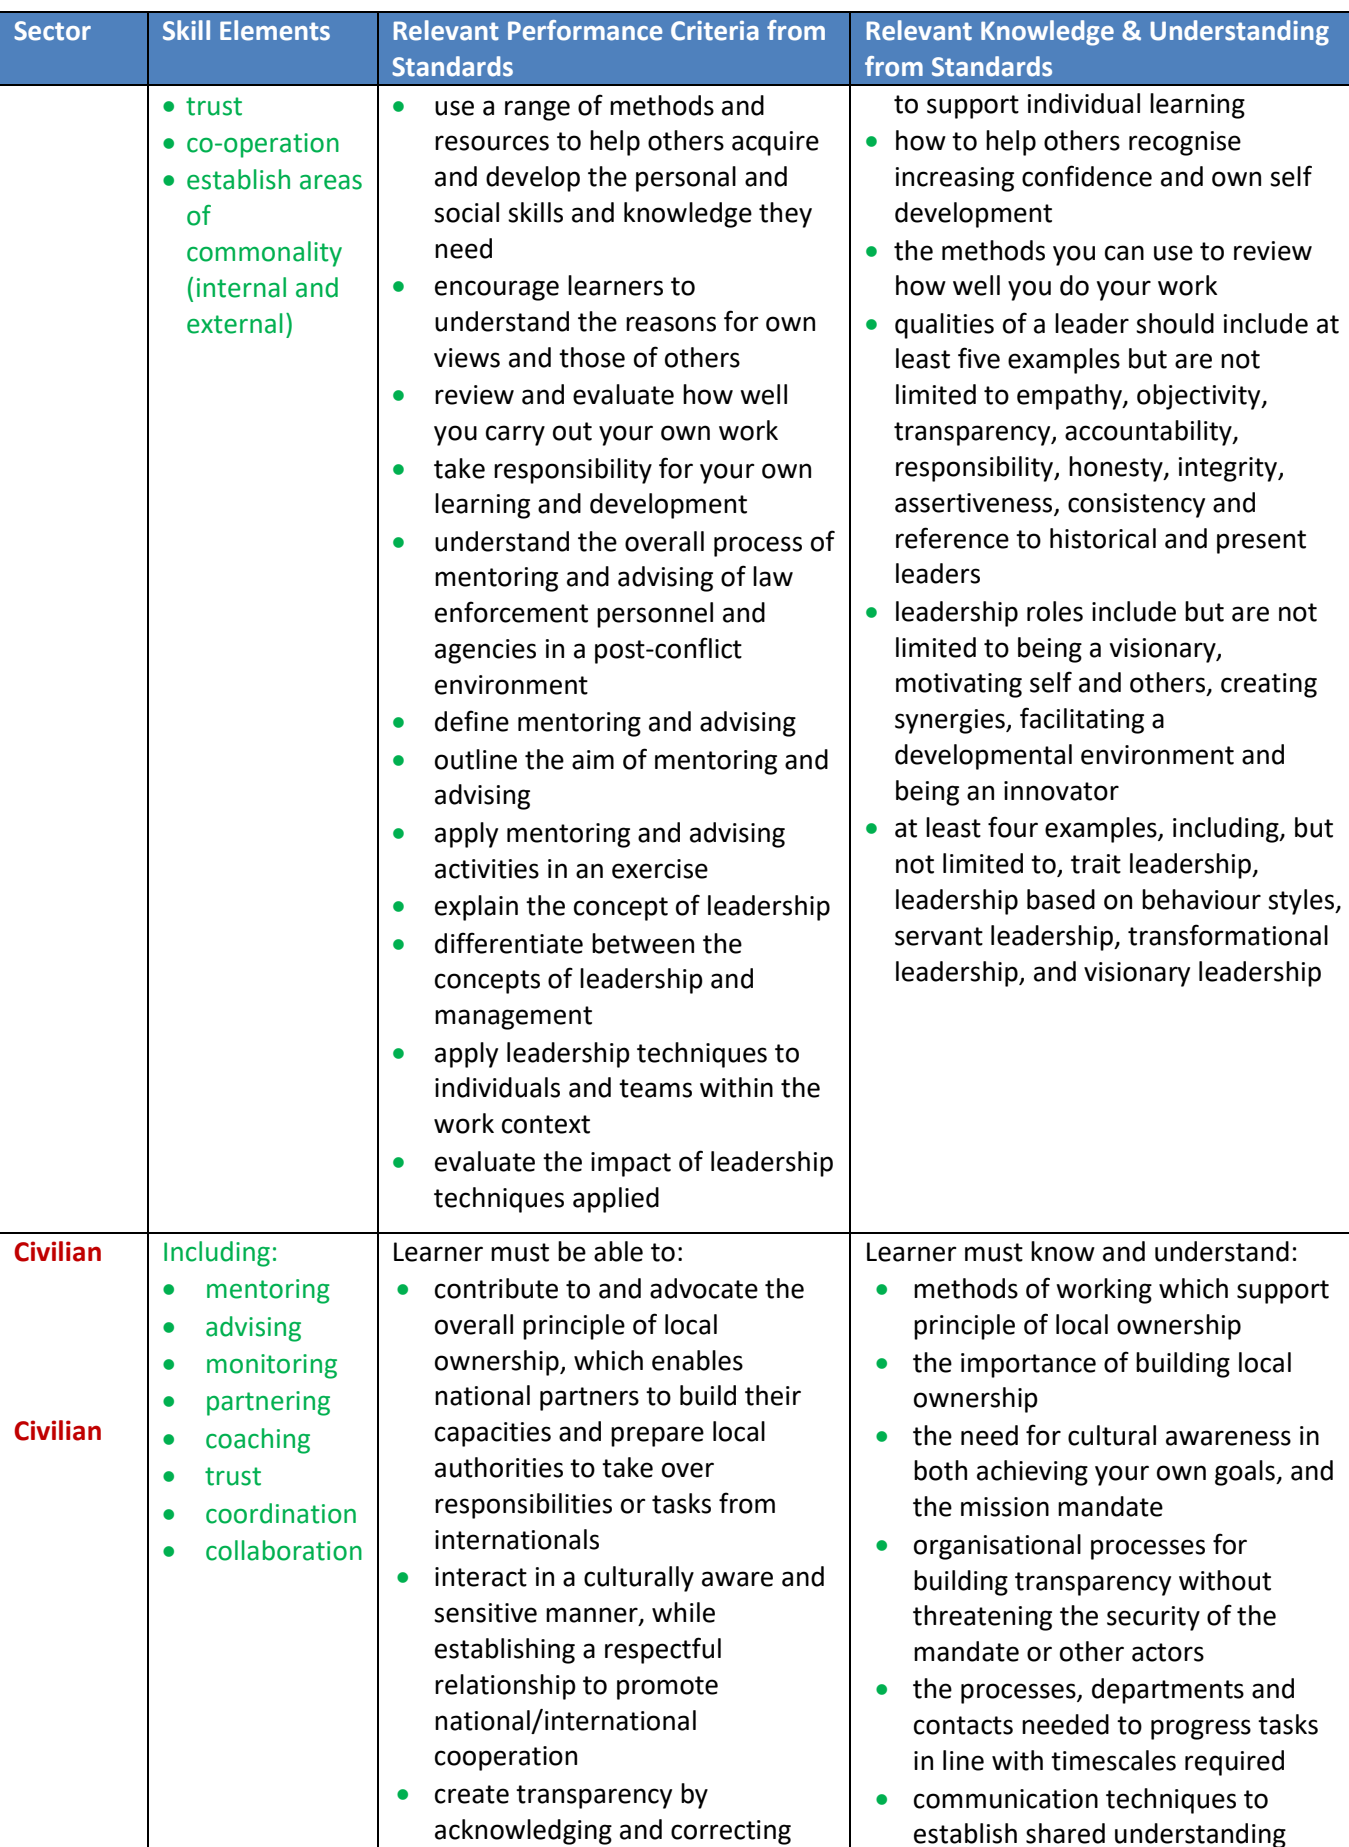 Sector
Skill Elements
Relevant Performance Criteria from
Standards
Relevant Knowledge & Understanding
from Standards
• trust
• co-operation
• establish areas
of
commonality
(internal and
external)
• use a range of methods and
resources to help others acquire
and develop the personal and
social skills and knowledge they
need
• encourage learners to
understand the reasons for own
views and those of others
• review and evaluate how well
you carry out your own work
• take responsibility for your own
learning and development
• understand the overall process of
mentoring and advising of law
enforcement personnel and
agencies in a post-conflict
environment
• define mentoring and advising
• outline the aim of mentoring and
advising
• apply mentoring and advising
activities in an exercise
• explain the concept of leadership
• differentiate between the
concepts of leadership and
management
• apply leadership techniques to
individuals and teams within the
work context
• evaluate the impact of leadership
techniques applied
to support individual learning
• how to help others recognise
increasing confidence and own self
development
• the methods you can use to review
how well you do your work
• qualities of a leader should include at
least five examples but are not
limited to empathy, objectivity,
transparency, accountability,
responsibility, honesty, integrity,
assertiveness, consistency and
reference to historical and present
leaders
• leadership roles include but are not
limited to being a visionary,
motivating self and others, creating
synergies, facilitating a
developmental environment and
being an innovator
• at least four examples, including, but
not limited to, trait leadership,
leadership based on behaviour styles,
servant leadership, transformational
leadership, and visionary leadership
Civilian
Civilian
Including:
• mentoring
• advising
• monitoring
• partnering
• coaching
• trust
• coordination
• collaboration
Learner must be able to:
• contribute to and advocate the
overall principle of local
ownership, which enables
national partners to build their
capacities and prepare local
authorities to take over
responsibilities or tasks from
internationals
• interact in a culturally aware and
sensitive manner, while
establishing a respectful
relationship to promote
national/international
cooperation
• create transparency by
acknowledging and correcting
Learner must know and understand:
• methods of working which support
principle of local ownership
• the importance of building local
ownership
• the need for cultural awareness in
both achieving your own goals, and
the mission mandate
• organisational processes for
building transparency without
threatening the security of the
mandate or other actors
• the processes, departments and
contacts needed to progress tasks
in line with timescales required
• communication techniques to
establish shared understanding